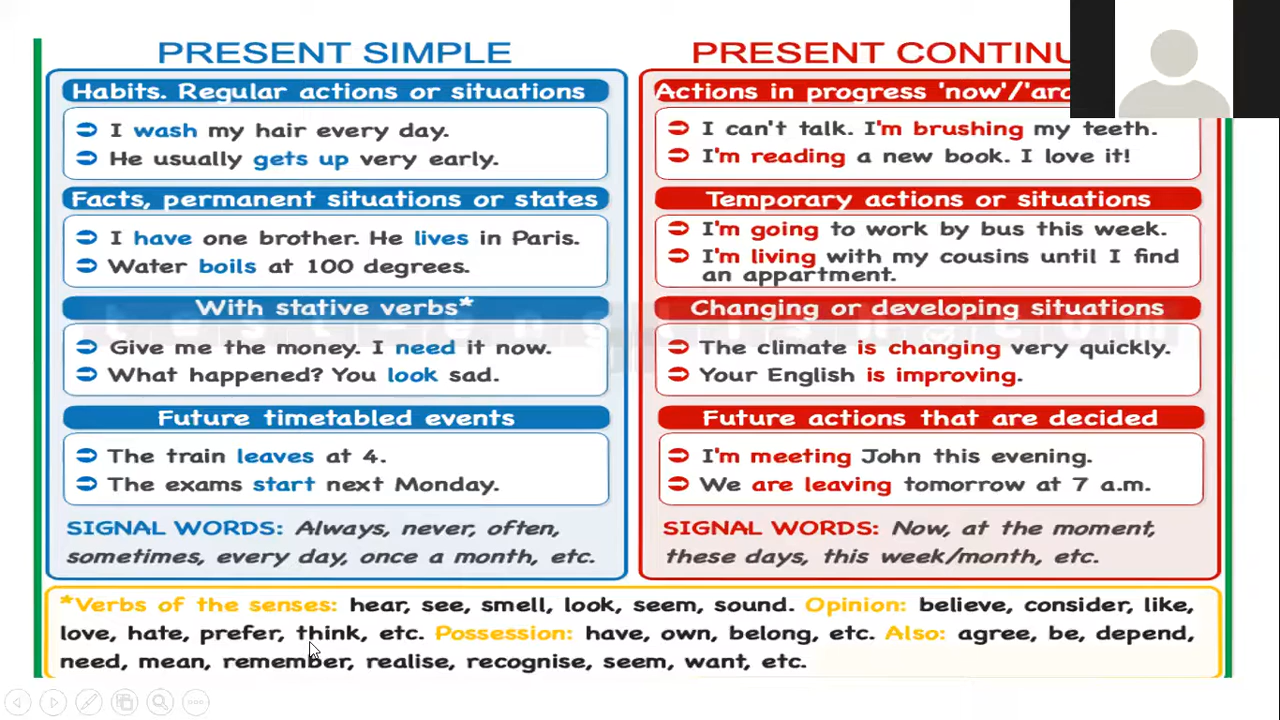 PRESENT SIMPLE
Habits. Regular actions or situations
I wash my hair every day.
He usually gets up very early.
Facts, permanent situations or states
I have one brother. He lives in Paris.
Water boils at 100 degrees.
With stative verbs*
Give me the money. I need it now.
What happened? You look sad.
Future timetabled events
The train leaves at 4.
The exams start next Monday.
SIGNAL WORDS: Always, never, often,
sometimes, every day, once a month, etc.
PRESENT CONTINU
Actions in progress 'now'/'aro
I can't talk. I'm brushing my teeth.
I'm reading a new book. I love it!
Temporary actions or situations
I'm going to work by bus this week.
I'm living with my cousins until I find
an appartment.
Changing or developing situations
The climate is changing very quickly.
Your English is improving.
Future actions that are decided
I'm meeting John this evening.
We are leaving tomorrow at 7 a.m.
SIGNAL WORDS: Now, at the moment,
these days, this week/month, etc.
*Verbs of the senses: hear, see, smell, look, seem, sound. Opinion: believe, consider, like,
love, hate, prefer, think, etc. Possession: have, own, belong, etc. Also: agree, be, depend,
need, mean, remember, realise, recognise, seem, want, etc.